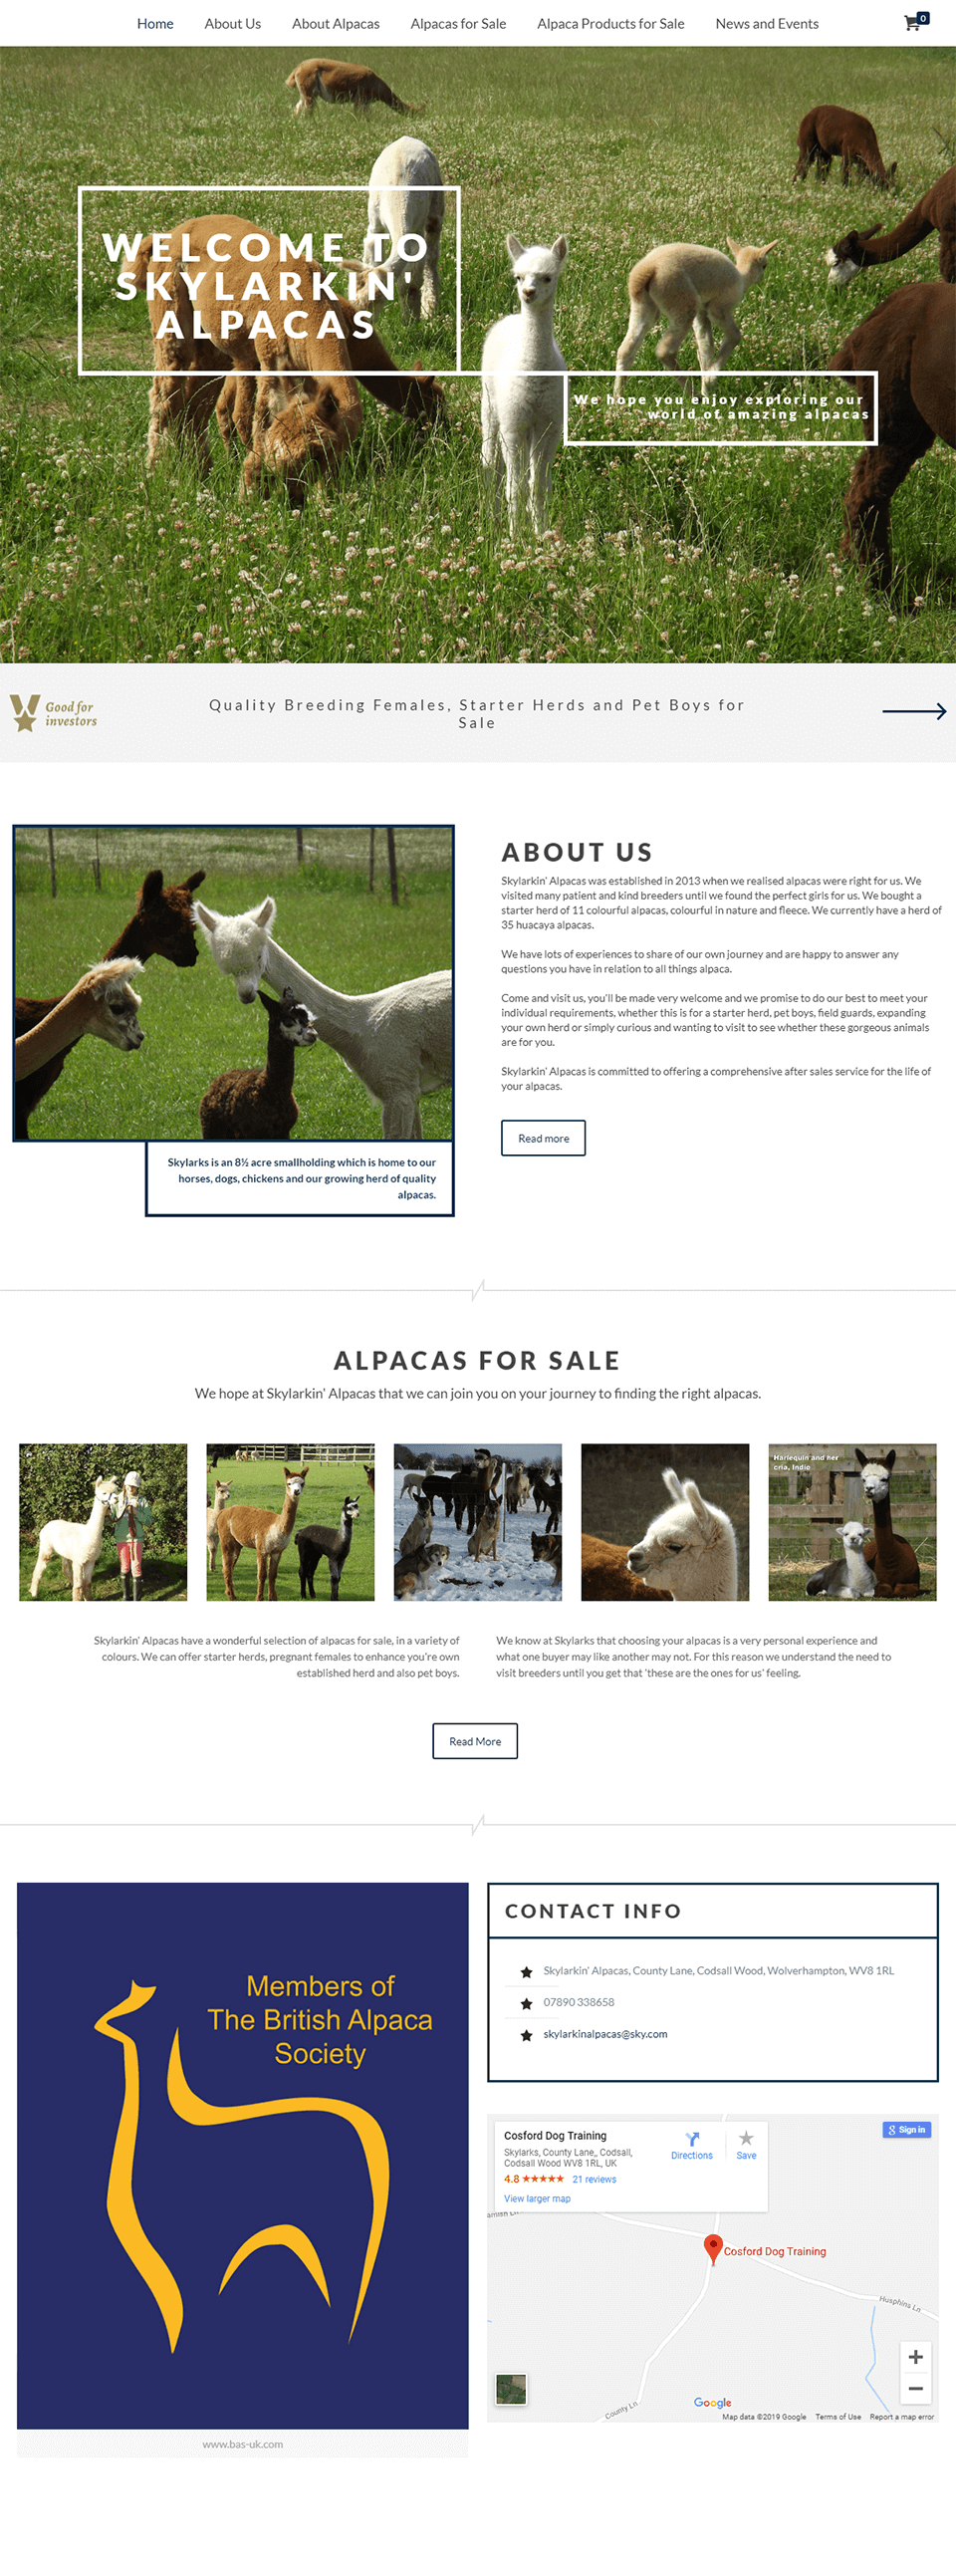 Home About Us About Alpacas Alpacas for Sale Alpaca Products for Sale News and Events 0
WELCOME TO
SKYLARKIN'
ALPACAS
We hope you enjoy exploring our
world of amazing alpacas
Good for
investors
Quality Breeding Females, Starter Herds and Pet Boys for
Sale
ABOUT US
Skylarkin' Alpacas was established in 2013 when we realised alpacas were right for us. We
visited many patient and kind breeders until we found the perfect girls for us. We bought a
starter herd of 11 colourful alpacas, colourful in nature and fleece. We currently have a herd of
35 huacaya alpacas.
We have lots of experiences to share of our own journey and are happy to answer any
questions you have in relation to all things alpaca.
Come and visit us, you'll be made very welcome and we promise to do our best to meet your
individual requirements, whether this is for a starter herd, pet boys, field guards, expanding
your own herd or simply curious and wanting to visit to see whether these gorgeous animals
are for you.
Skylarkin' Alpacas is committed to offering a comprehensive after sales service for the life of
your alpacas.
Read more
Skylarks is an 8½ acre smallholding which is home to our
horses, dogs, chickens and our growing herd of quality
alpacas.
ALPACAS FOR SALE
We hope at Skylarkin' Alpacas that we can join you on your journey to finding the right alpacas.
Harlequin and her
cria, Indie
Skylarkin' Alpacas have a wonderful selection of alpacas for sale, in a variety of
colours. We can offer starter herds, pregnant females to enhance you're own
established herd and also pet boys.
We know at Skylarks that choosing your alpacas is a very personal experience and
what one buyer may like another may not. For this reason we understand the need to
visit breeders until you get that 'these are the ones for us' feeling.
Read More
Members of
The British Alpaca
Society
www.bas-uk.com
CONTACT INFO
Skylarkin' Alpacas, County Lane, Codsall Wood, Wolverhampton, WV8 1RL
07890 338658
skylarkinalpacas@sky.com
Cosford Dog Training
Skylarks, County Lane,, Codsall,
Codsall Wood WV8 1RL, UK
4.8 21 reviews
View larger map
Directions
Save
Sign in
amish Ln
Cosford Dog Training
Husphins Ln
County Ln
Google
Map data ©2019 Google Terms of Use Report a map error